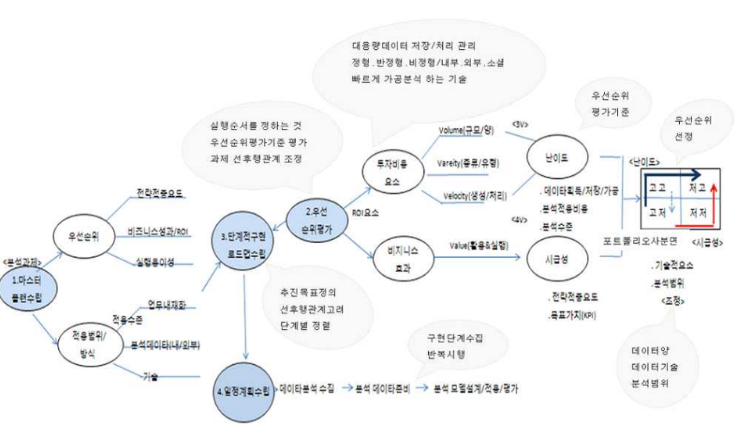 대용량데이터 저장/처리 관리
정형.반정형.비정형/내부.외부.소셜
빠르게 가공분석 하는 기술
우선순위
평가기준
우선순위
선정
실행순서를 정하는 것
우선순위평가기준 평가
과제 선후행관계 조정
Volume(규모/양)
<3V>
투자비용
요소
Vareity(종류/유형)
난이도
<난이도>
Velocity(생성/처리)
고고
저고
고저
저저
전략적중요도
.데이타획득/저장/가공
.분석적용비용
.분석수준
2.우선
순위평가
ROI요소
<4V>
우선순위
비즈니스성과/ROI
3.단계적구현
로드맵수립
포트폴리오사분면
<시급성>
비지니스
효과
Value(활용&실행)
시급성
실행용이성
<분석과제>
1.마스터
플랜수립
.기술적요소
.분석범위
<조정>
추진목표정의
선후행관계고려
단계별 정렬
업무내재화
적용수준
.전략적중요도
.목표가치(KPI)
적용범위/
방식
분석데이타(내/외부)
구현단계수집
반복시행
데이타양
데이타기술
분석범위
기술
4.일정계획수립
데이타분석 수집
분석 데이타준비
분석 모델설계/적용/평가